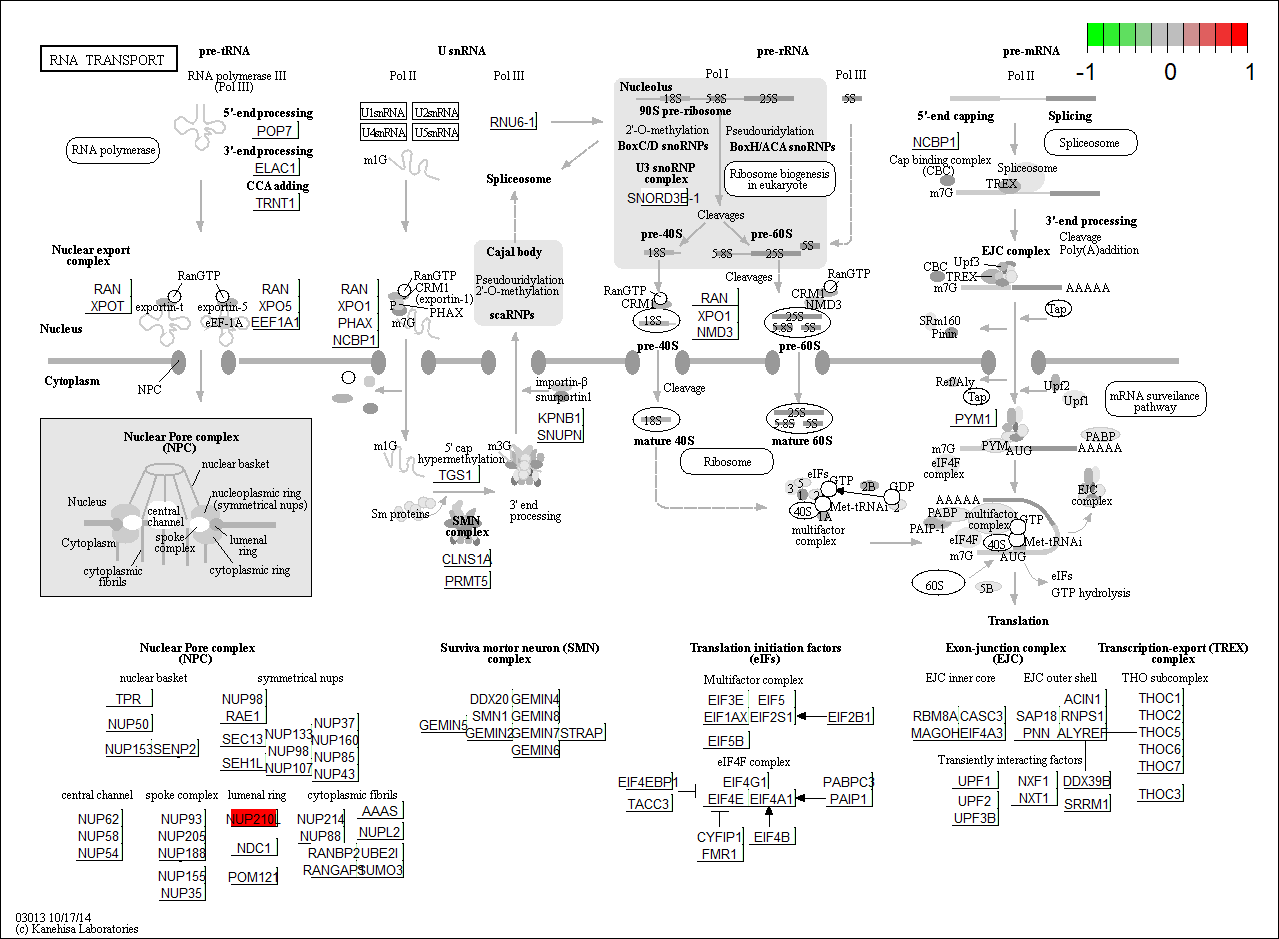 RNA TRANSPORT
pre-tRNA
RNA polymerase III
(Pol III)
5'-end processing
POP7
3'-end processing
ELAC1
CCA adding
TRNT1
RNA polymerase
Nuclear export
complex
RAN
XPOT
RanGTP
exportin-t
exportin-5
eEF-1A
RAN
XPO5
EEF1A1
Nucleus
Cytoplasm
NPC
U snRNA
Pol II
Pol III
U1snRNA
U2snRNA
U4snRNA
U5snRNA
RNU6-1
m1G
Spliceosome
Cajal body
Pseudouridylation
2'-O-methylation
scaRNPs
RAN
XPO1
PHAX
NCBP1
RanGTP
CRM1
(exportin-1)
P
PHAX
m7G
importin-β
snurportin1
KPNB1
SNUPN
m1G
5' cap
hypermethylation
TGS1
m3G
Sm proteins
SMN
complex
3' end
processing
CLNS1A
PRMT5
pre-rRNA
Pol I
Pol III
Nucleolus
18S
5.8S
25S
5S
90S pre-ribosome
2'-O-methylation
BoxC/D snoRNPs
Pseudouridylation
BoxH/ACA snoRNPs
U3 snoRNP
complex
SNORD3B-1
Ribosome biogenesis
in eukaryote
Cleavages
pre-40S
pre-60S
18S
5.8S
25S
5S
Cleavages
RanGTP
CRM1
18S
RAN
XPO1
NMD3
RanGTP
CRM1
NMD3
25S
5.8S
5S
pre-40S
pre-60S
Cleavage
18S
25S
5.8S
5S
mature 40S
mature 60S
Ribosome
eIFs
GTP
3
5
1
2B
GDP
40S
Met-tRNAi
2
1A
multifactor
complex
pre-mRNA
Pol II
5'-end capping
Splicing
NCBP1
Spliceosome
Cap binding complex
(CBC)
Spliceosome
TREX
m7G
3'-end processing
Cleavage
Poly(A)addition
EJC complex
CBC
Upf3
TREX
m7G
AAAAA
Tap
SRm160
Pinin
Ref/Aly
Tap
Upf2
Upf1
mRNA surveilance
pathway
PYM1
m7G
PYM
AUG
PABP
AAAAA
eIF4F
complex
EJC
complex
AAAAA
PABP
PAIP-1
multifactor
complex
GTP
eIF4F
40S
Met-tRNAi
m7G
AUG
60S
5B
eIFs
GTP hydrolysis
Translation
Nuclear Pore complex
(NPC)
nuclear basket
Nucleus
nucleoplasmic ring
(symmetrical nups)
central
channel
spoke
complex
lumenal
ring
Cytoplasm
cytoplasmic
fibrils
cytoplasmic ring
Nuclear Pore complex
(NPC)
nuclear basket
TPR
NUP50
NUP153
SENP2
symmetrical nups
NUP98
RAE1
SEC13
SEH1L
NUP133
NUP98
NUP107
NUP37
NUP160
NUP85
NUP43
central channel
NUP62
NUP58
NUP54
spoke complex
NUP93
NUP205
NUP188
NUP155
NUP35
lumenal ring
NUP210L
NDC1
POM121
cytoplasmic fibrils
NUP214
NUP88
RANBP2
RANGAP1
AAAS
NUPL2
UBE2I
SUMO3
Surviva mortor neuron (SMN)
complex
DDX20
GEMIN4
SMN1
GEMIN8
GEMIN5
GEMIN2
GEMIN7
STRAP
GEMIN6
Translation initiation factors
(eIFs)
Multifactor complex
EIF3E
EIF5
EIF1AX
EIF2S1
EIF2B1
EIF5B
eIF4F complex
EIF4EBP1
TACC3
EIF4G1
EIF4E
EIF4A1
PABPC3
PAIP1
CYFIP1
FMR1
EIF4B
Exon-junction complex
(EJC)
EJC inner core
RBM8A
CASC3
MAGOH
EIF4A3
EJC outer shell
ACIN1
SAP18
RNPS1
PNN
ALYREF
Transiently interacting factors
UPF1
UPF2
UPF3B
NXF1
NXT1
DDX39B
SRRM1
Transcription-export (TREX)
complex
THO subcomplex
THOC1
THOC2
THOC5
THOC6
THOC7
THOC3
-1
0
1
03013 10/17/14
(c) Kanehisa Laboratories